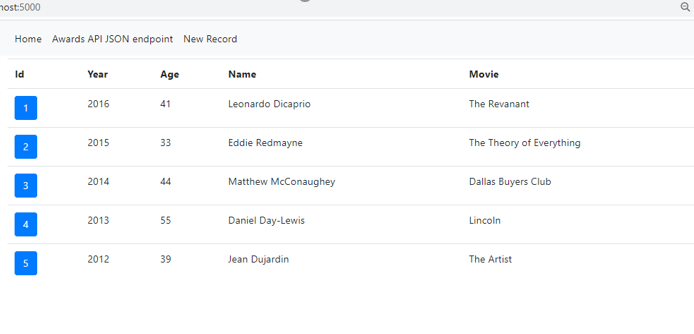 host:5000
Home Awards API JSON endpoint New Record
Id Year Age Name Movie
1 2016 41 Leonardo Dicaprio The Revanant
2 2015 33 Eddie Redmayne The Theory of Everything
3 2014 44 Matthew McConaughey Dallas Buyers Club
4 2013 55 Daniel Day-Lewis Lincoln
5 2012 39 Jean Dujardin The Artist